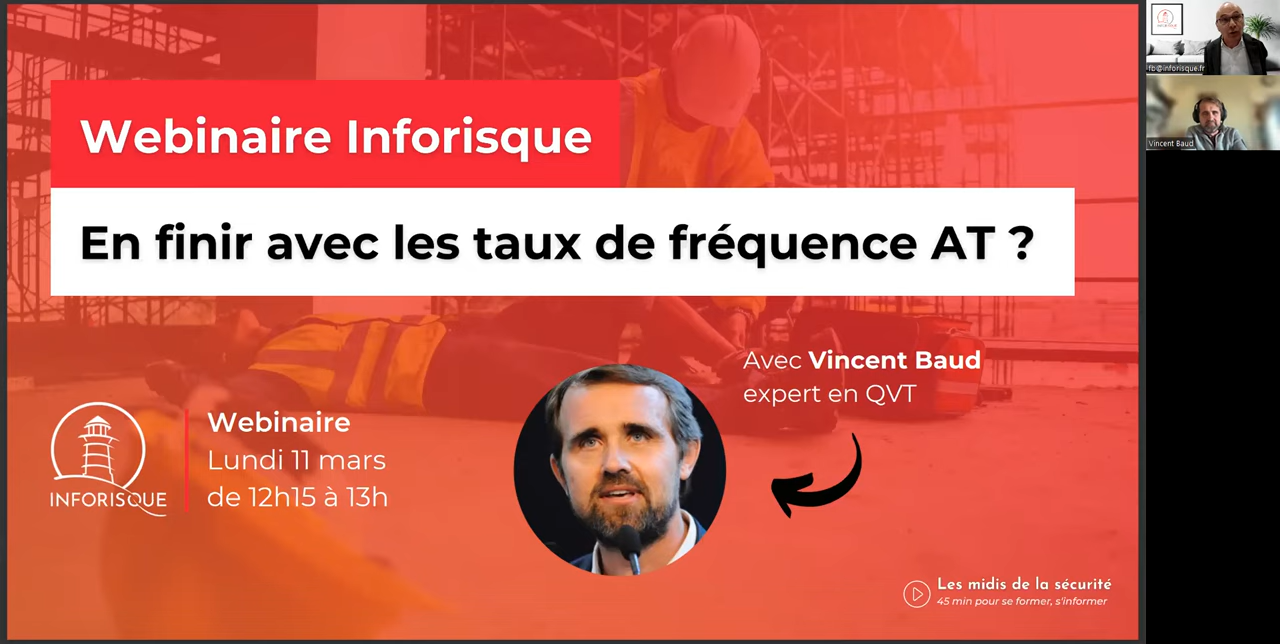 Webinaire Inforisque
En finir avec les taux de fréquence AT ?
Avec Vincent Baud
expert en QVT
Webinaire
Lundi 11 mars
de 12h15 à 13h
INFORISQUE
Les midis de la sécurité
45 min pour se former, s'informer
fb@inforisque.fr
Vincent Baud